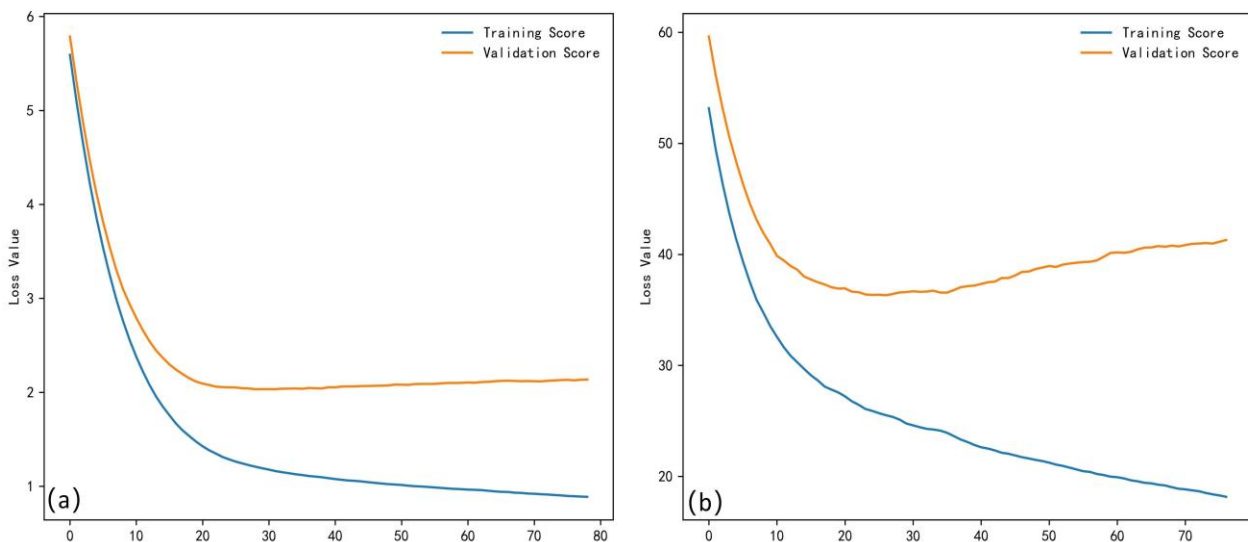 Training Score
Validation Score
Loss Value
6
5
4
3
2
1
(a)
0 10 20 30 40 50 60 70 80
Training Score
Validation Score
Loss Value
60
50
40
30
20
(b)
0 10 20 30 40 50 60 70